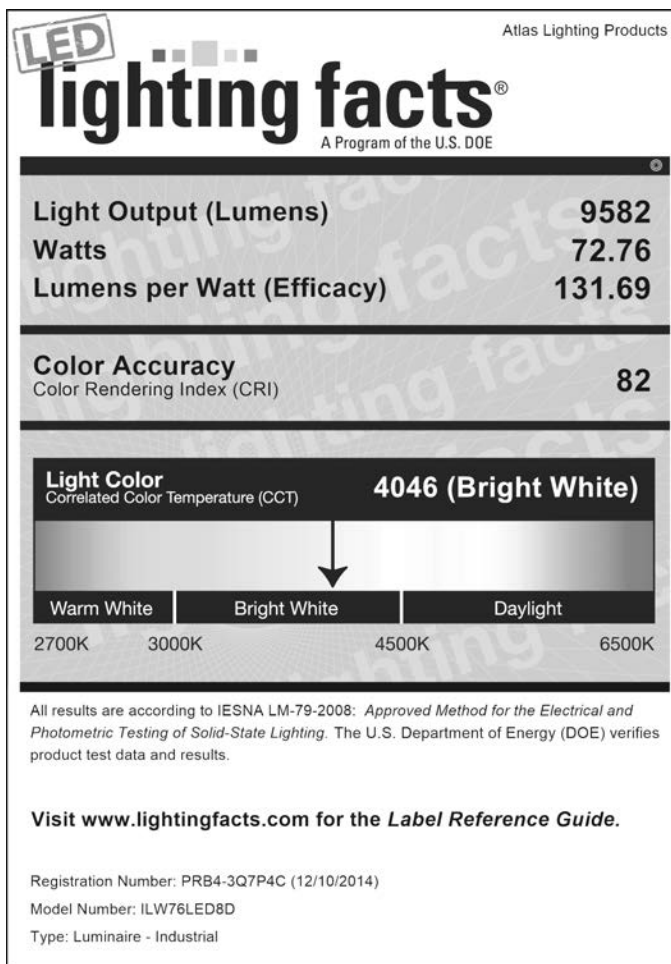 Atlas Lighting Products
LED
lighting facts®
A Program of the U.S. DOE
Light Output (Lumens) 9582
Watts 72.76
Lumens per Watt (Efficacy) 131.69
Color Accuracy
Color Rendering Index (CRI) 82
Light Color
Correlated Color Temperature (CCT) 4046 (Bright White)
Warm White Bright White Daylight
2700K 3000K 4500K 6500K
All results are according to IESNA LM-79-2008: Approved Method for the Electrical and
Photometric Testing of Solid-State Lighting. The U.S. Department of Energy (DOE) verifies
product test data and results.
Visit www.lightingfacts.com for the Label Reference Guide.
Registration Number: PRB4-3Q7P4C (12/10/2014)
Model Number: ILW76LED8D
Type: Luminaire - Industrial